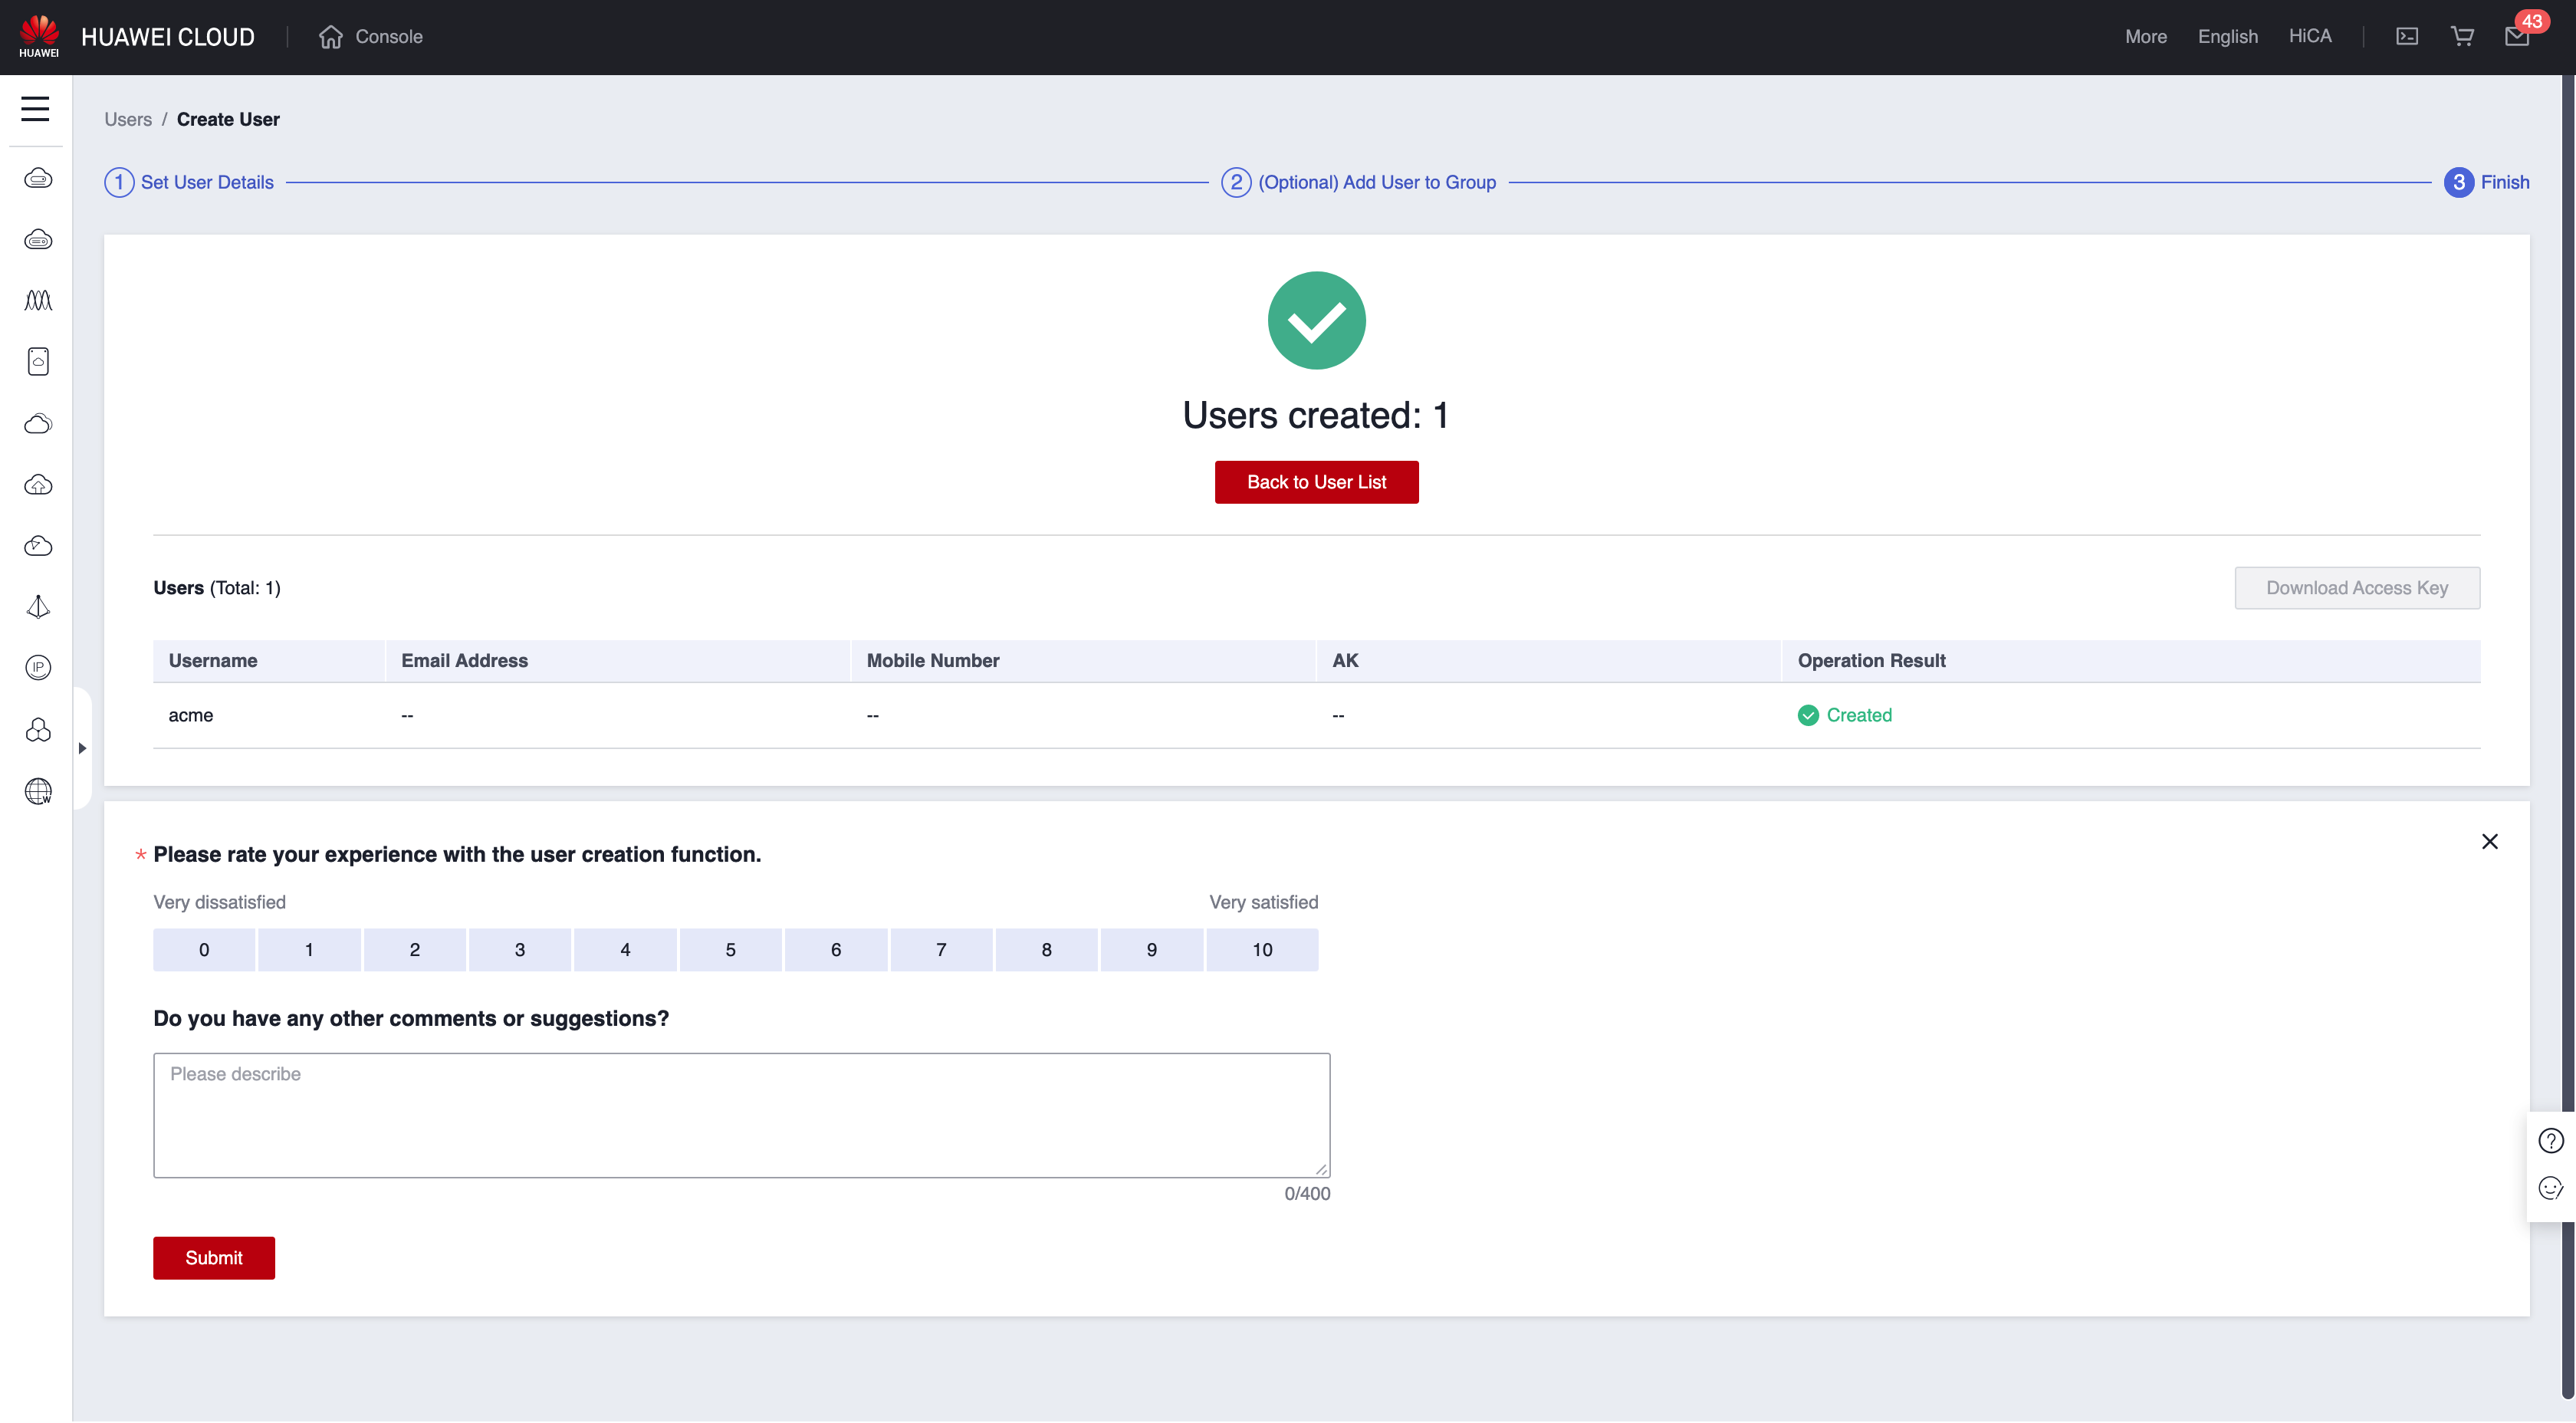 HUAWEI
HUAWEI CLOUD
Console
More
English
HiCA
43
Users / Create User
1 Set User Details
2 (Optional) Add User to Group
3 Finish
Users created: 1
Back to User List
Users (Total: 1)
Download Access Key
Username Email Address Mobile Number AK Operation Result
acme -- -- -- Created
IP
W
* Please rate your experience with the user creation function.
Very dissatisfied Very satisfied
0 1 2 3 4 5 6 7 8 9 10
Do you have any other comments or suggestions?
Please describe
0/400
Submit